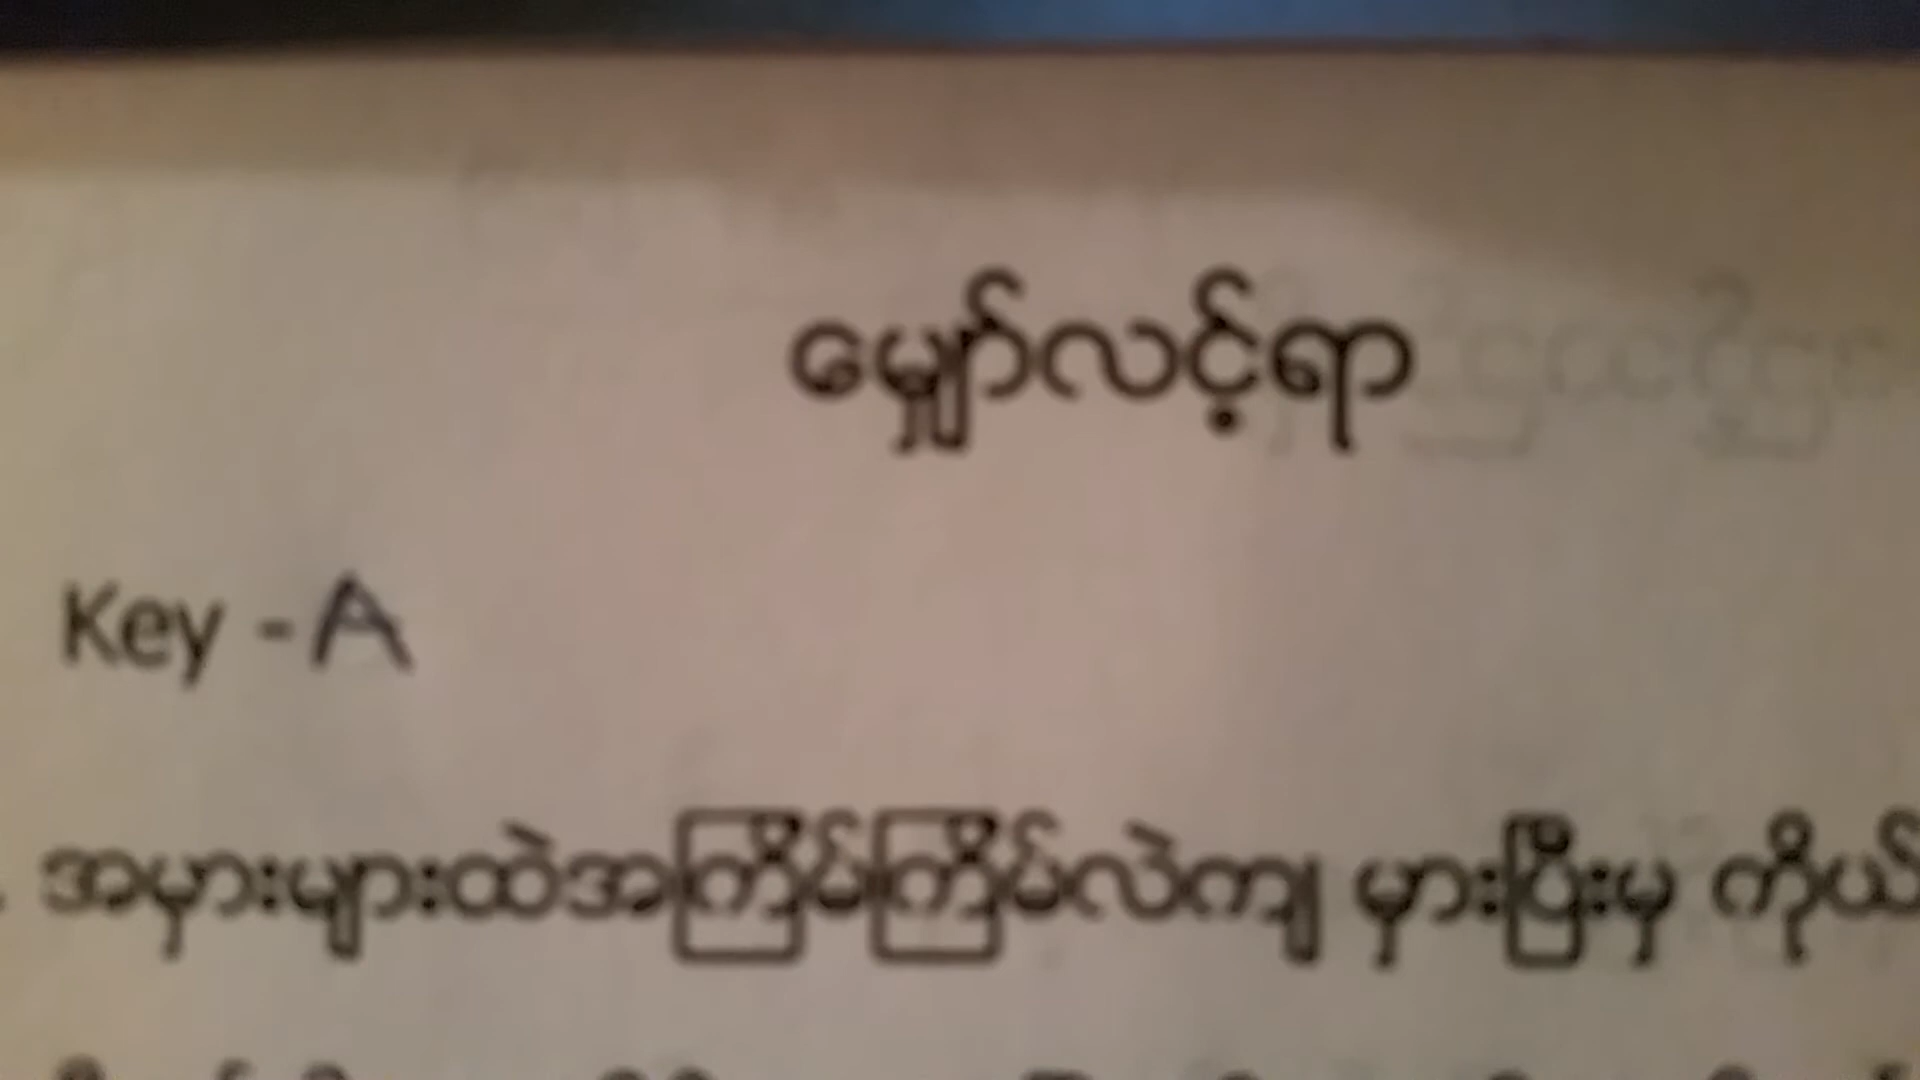 မျှော်လင့်ရာ
Key - A
အမှားများထဲအကြိမ်ကြိမ်လဲကျ မှားပြီးမှ ကိုယ်